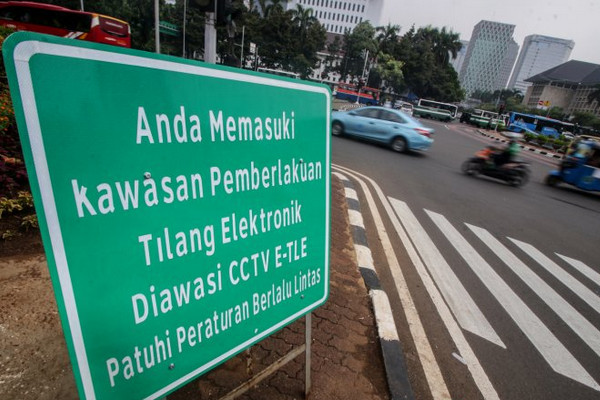 Anda Memasuki
Kawasan Pemberlakuan
Tilang Elektronik
Diawasi CCTV E-TLE
Patuhi Peraturan Berlalu Lintas